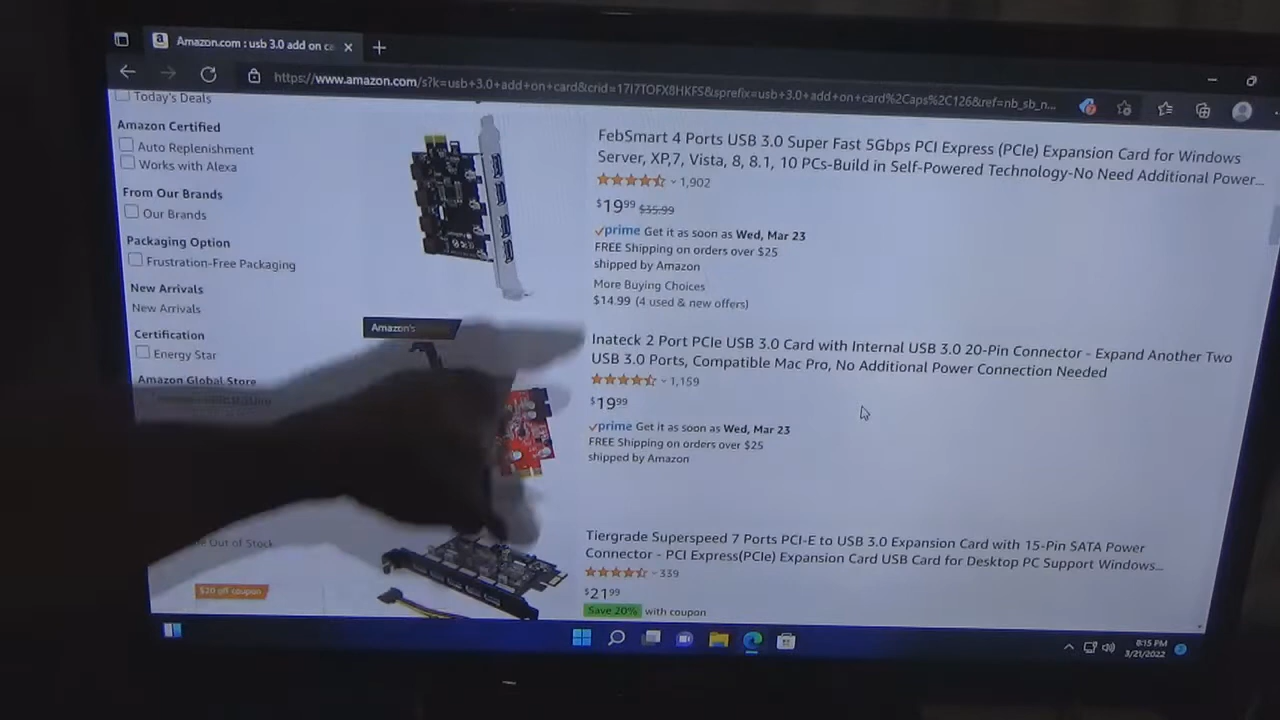 Amazon.com : usb 3.0 add on ca
https://www.amazon.com/s?k=usb+3.0+add+on+card&crid=17I7TOFX8HKFS&sprefix=usb+3.0+add+on+card%2Caps%2C126&ref=nb_sb_n...
Today's Deals
Amazon Certified
Auto Replenishment
Works with Alexa
From Our Brands
Our Brands
Packaging Option
Frustration-Free Packaging
New Arrivals
New Arrivals
Certification
Energy Star
Amazon Global Store
Out of Stock
$20 off coupon
FebSmart 4 Ports USB 3.0 Super Fast 5Gbps PCI Express (PCIe) Expansion Card for Windows
Server, XP,7, Vista, 8, 8.1, 10 PCs-Build in Self-Powered Technology-No Need Additional Power...
1,902
$19.99 $35.99
prime Get it as soon as Wed, Mar 23
FREE Shipping on orders over $25
shipped by Amazon
More Buying Choices
$14.99 (4 used & new offers)
Amazon's
Inateck 2 Port PCIe USB 3.0 Card with Internal USB 3.0 20-Pin Connector - Expand Another Two
USB 3.0 Ports, Compatible Mac Pro, No Additional Power Connection Needed
1,159
$19.99
prime Get it as soon as Wed, Mar 23
FREE Shipping on orders over $25
shipped by Amazon
Tiergrade Superspeed 7 Ports PCI-E to USB 3.0 Expansion Card with 15-Pin SATA Power
Connector - PCI Express(PCIe) Expansion Card USB Card for Desktop PC Support Windows...
339
$21.99
Save 20% with coupon
8:15 PM
3/21/2022